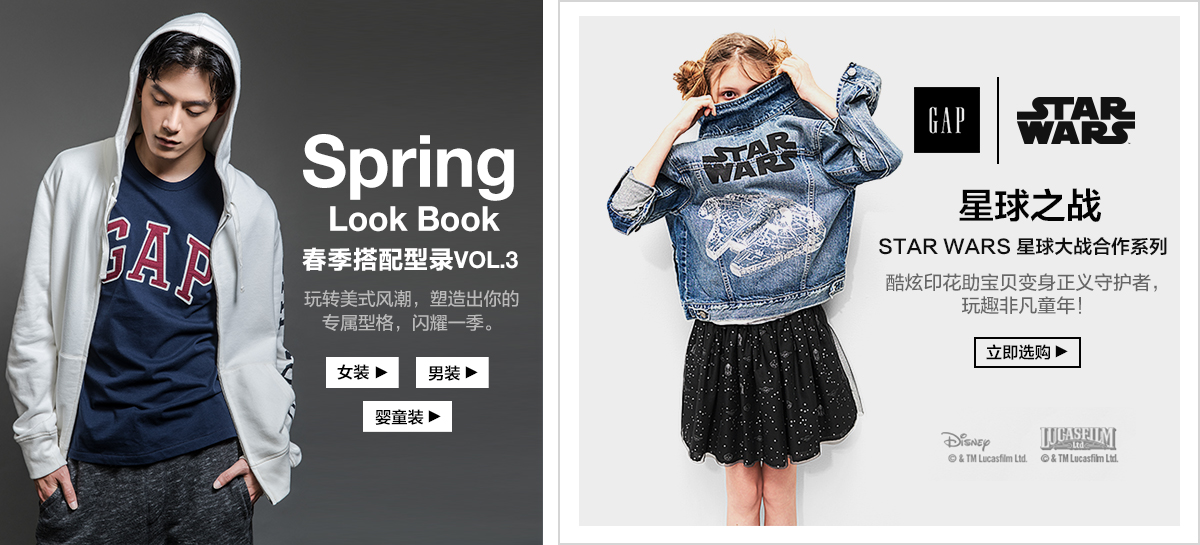 Spring
Look Book
春季搭配型录VOL.3
玩转美式风潮，塑造出你的
专属型格，闪耀一季。
女装 ▶
男装 ▶
婴童装 ▶
GAP
STAR
WARS
GAP
STAR
WARS
星球之战
STAR WARS 星球大战合作系列
酷炫印花助宝贝变身正义守护者，
玩趣非凡童年！
立即选购 ▶
Disney
© & TM Lucasfilm Ltd.
LUCASFILM
Ltd
© & TM Lucasfilm Ltd.